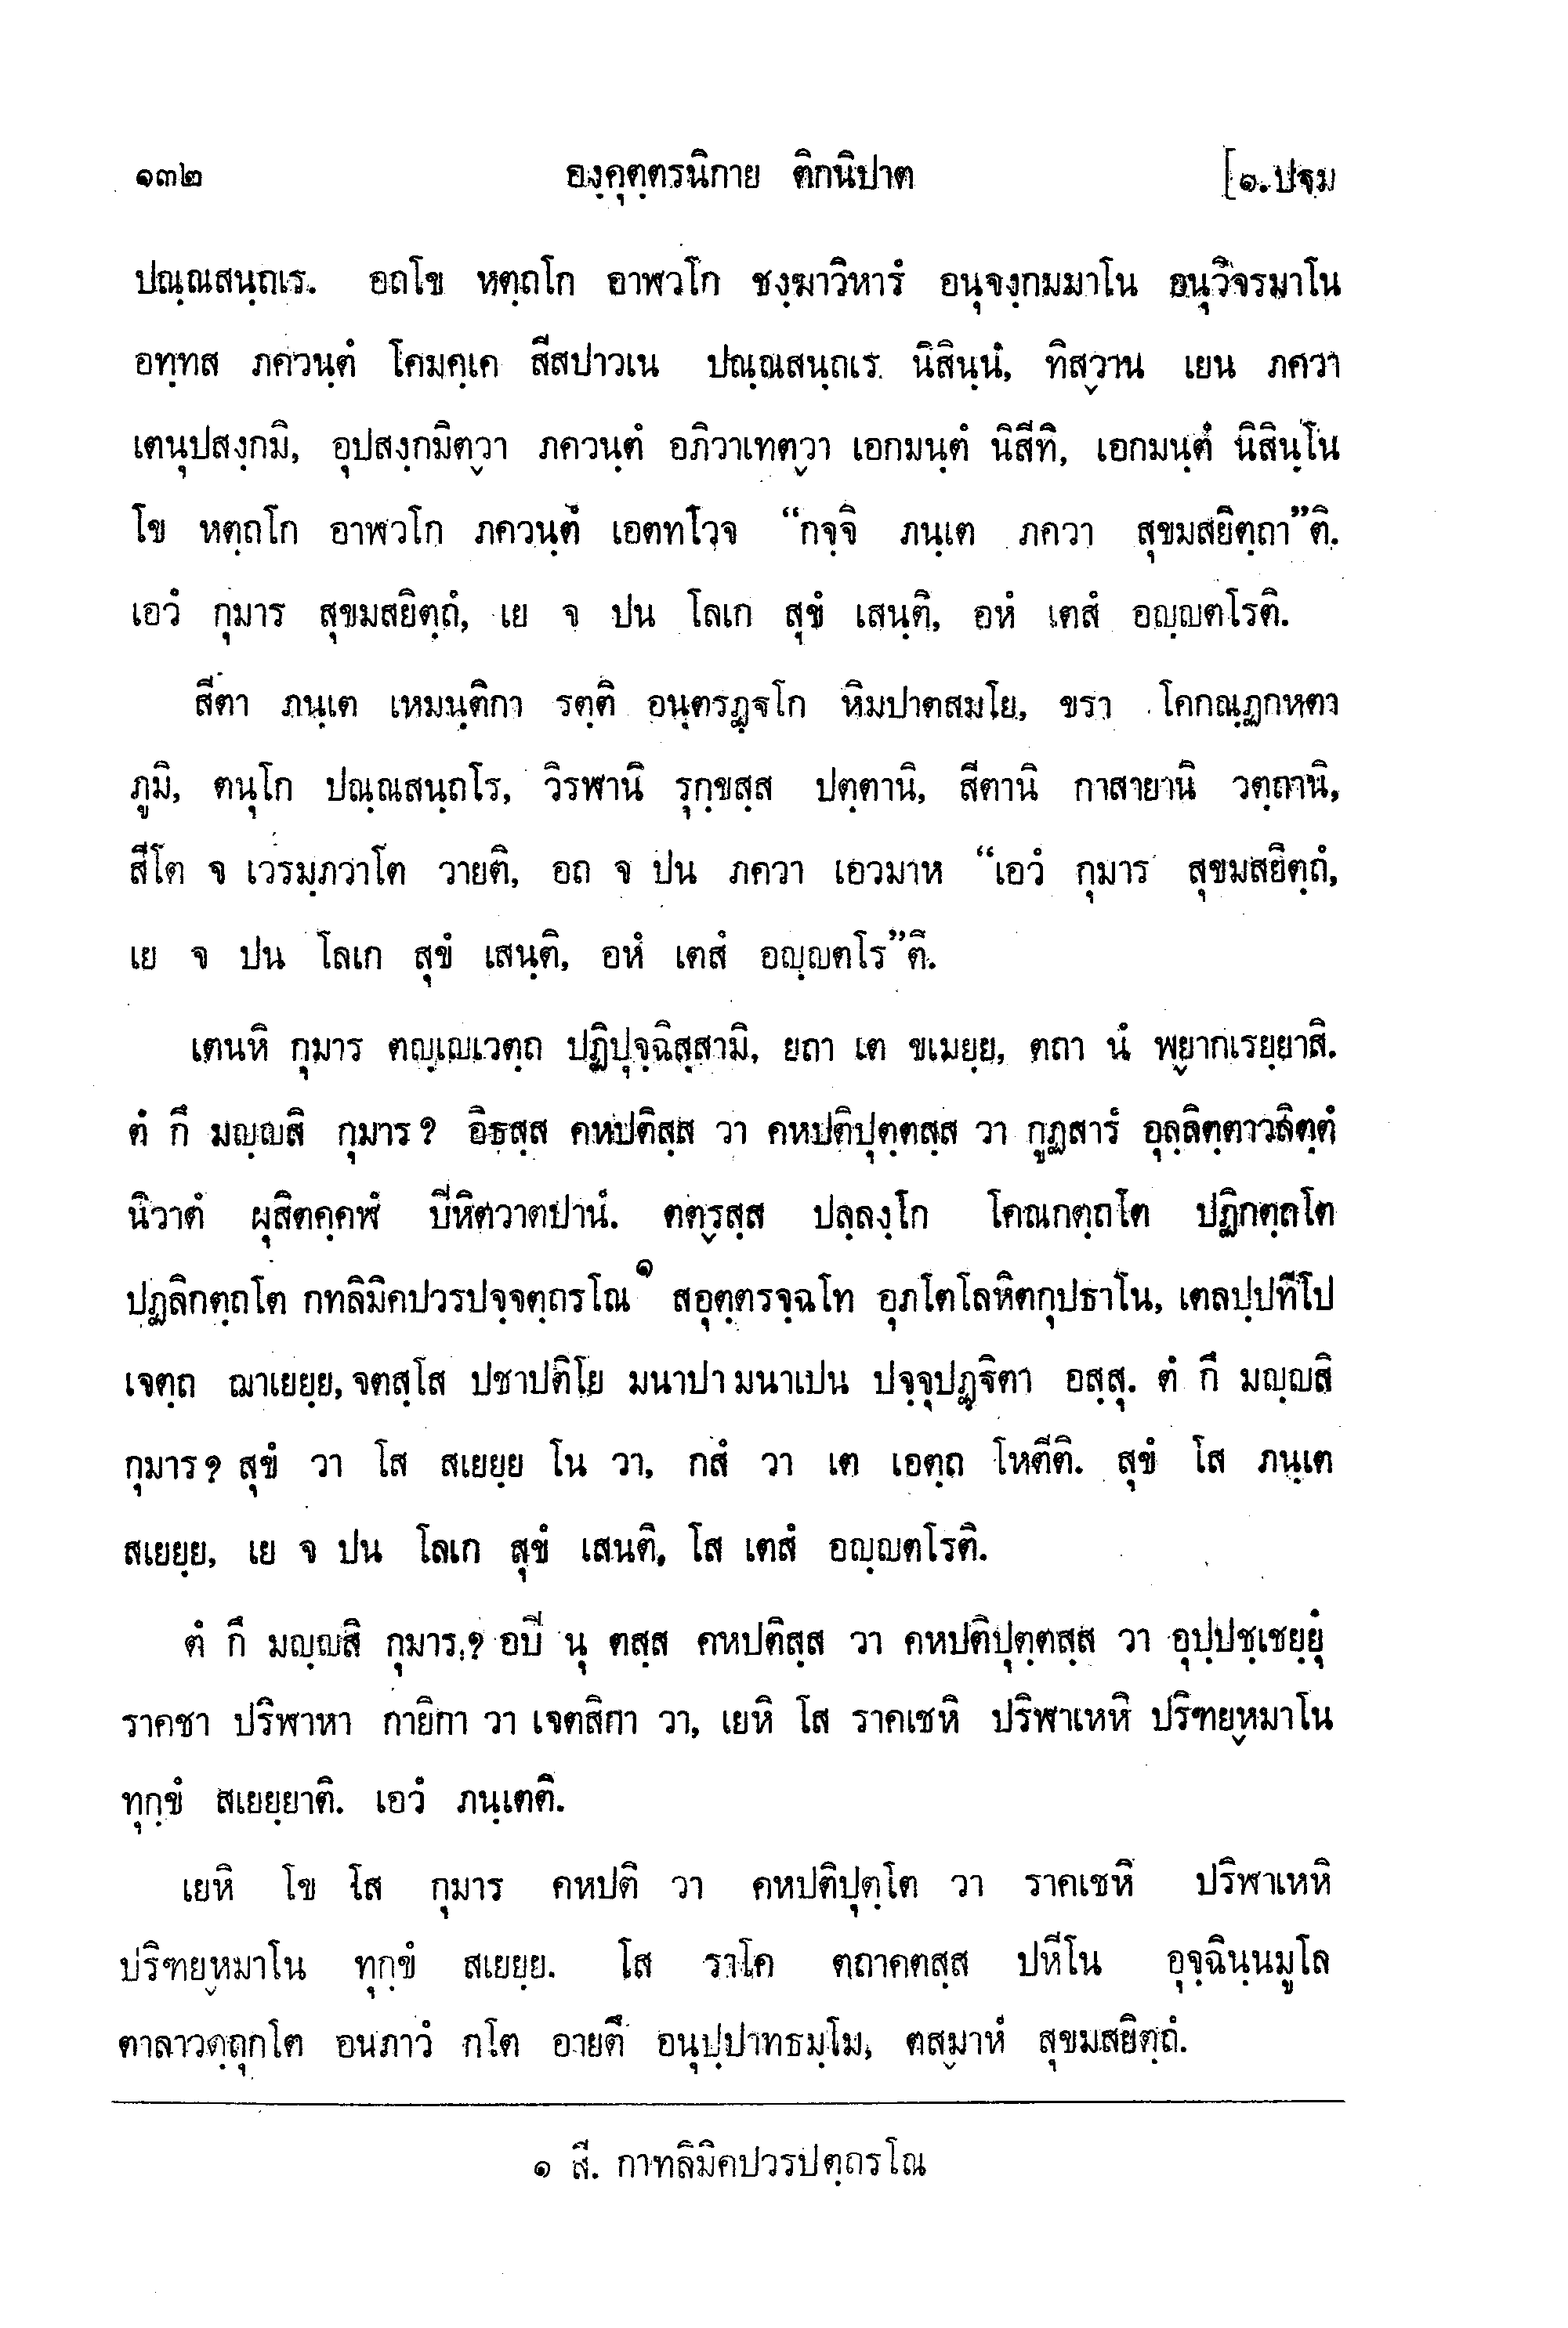 ๑๓๒ องฺคุตฺตรนิกาย ติกนิปาต [๑.ปฐม
ปณฺณสนฺถเร. อถโข หตฺถโก อาฬวโก ชงฺฆาวิหารํ อนุจงฺกมมาโน อนุวิจรมาโน
อทฺทส ภควนฺตํ โคมคฺเค สีสปาวเน ปณฺณสนฺถเร นิสินฺนํ, ทิสฺวาน เยน ภควา
เตนุปสงฺกมิ, อุปสงฺกมิตฺวา ภควนฺตํ อภิวาเทตฺวา เอกมนฺตํ นิสีทิ, เอกมนฺตํ นิสินฺโน
โข หตฺถโก อาฬวโก ภควนฺตํ เอตทโวจ “กจฺจิ ภนฺเต ภควา สุขมสยิตฺถา”ติ.
เอวํ กุมาร สุขมสยิตฺถํ, เย จ ปน โลเก สุขํ เสนฺติ, อหํ เตสํ อญฺญตโรติ.
สีตา ภนฺเต เหมนฺติกา รตฺติ อนฺตรฏฺฐโก หิมปาตสมโย, ขรา โคกณฺฏกหตา
ภูมิ, ตนุโก ปณฺณสนฺถโร, วิรฬานิ รุกฺขสฺส ปตฺตานิ, สีตานิ กาสายานิ วตฺถานิ,
สีโต จ เวรมฺภวาโต วายติ, อถ จ ปน ภควา เอวมาห “เอวํ กุมาร สุขมสยิตฺถํ,
เย จ ปน โลเก สุขํ เสนฺติ, อหํ เตสํ อญฺญตโร”ติ.
เตนหิ กุมาร ตญฺเญเวตฺถ ปฏิปุจฺฉิสฺสามิ, ยถา เต ขเมยฺย, ตถา นํ พฺยากเรยฺยาสิ.
ตํ กึ มญฺญสิ กุมาร? อิธสฺส คหปติสฺส วา คหปติปุตฺตสฺส วา กูฏสารํ อุลฺลิตฺตาวลิตฺตํ
นิวาตํ ผุสิตคฺคฬํ ปีหิตวาตปานํ. ตตฺรสฺส ปลฺลงฺโก โคณกตฺถโต ปฏิกตฺถโต
ปฏลิกตฺถโต กทลิมิคปวรปจฺจตฺถรโณ๑ สอุตฺตรจฺฉโท อุภโตโลหิตกุปธาโน, เตลปฺปทีโป
เจตฺถ ฌาเยยฺย, จตสฺโส ปชาปติโย มนาปา มนาเปน ปจฺจุปฏฺฐิตา อสฺสุ. ตํ กึ มญฺญสิ
กุมาร? สุขํ วา โส สเยยฺย โน วา, กสํ วา เต เอตฺถ โหตีติ. สุขํ โส ภนฺเต
สเยยฺย, เย จ ปน โลเก สุขํ เสนติ, โส เตสํ อญฺญตโรติ.
ตํ กึ มญฺญสิ กุมาร? อปิ นุ ตสฺส คหปติสฺส วา คหปติปุตฺตสฺส วา อุปฺปชฺเชยฺยุํ
ราคชา ปริฬาหา กายิกา วา เจตสิกา วา, เยหิ โส ราคเชหิ ปริฬาเหหิ ปริฑยฺหมาโน
ทุกฺขํ สเยยฺยาติ. เอวํ ภนฺเตติ.
เยหิ โข โส กุมาร คหปติ วา คหปติปุตฺโต วา ราคเชหิ ปริฬาเหหิ
ปริฑยฺหมาโน ทุกฺขํ สเยยฺย. โส ราโค ตถาคตสฺส ปหีโน อุจฺฉินฺนมูโล
ตาลาวตฺถุกโต อนภาวํ กโต อายตึ อนุปฺปาทธมฺโม, ตสฺมาหํ สุขมสยิตฺถํ.
๑ สี. กาทลิมิคปวรปตฺถรโณ